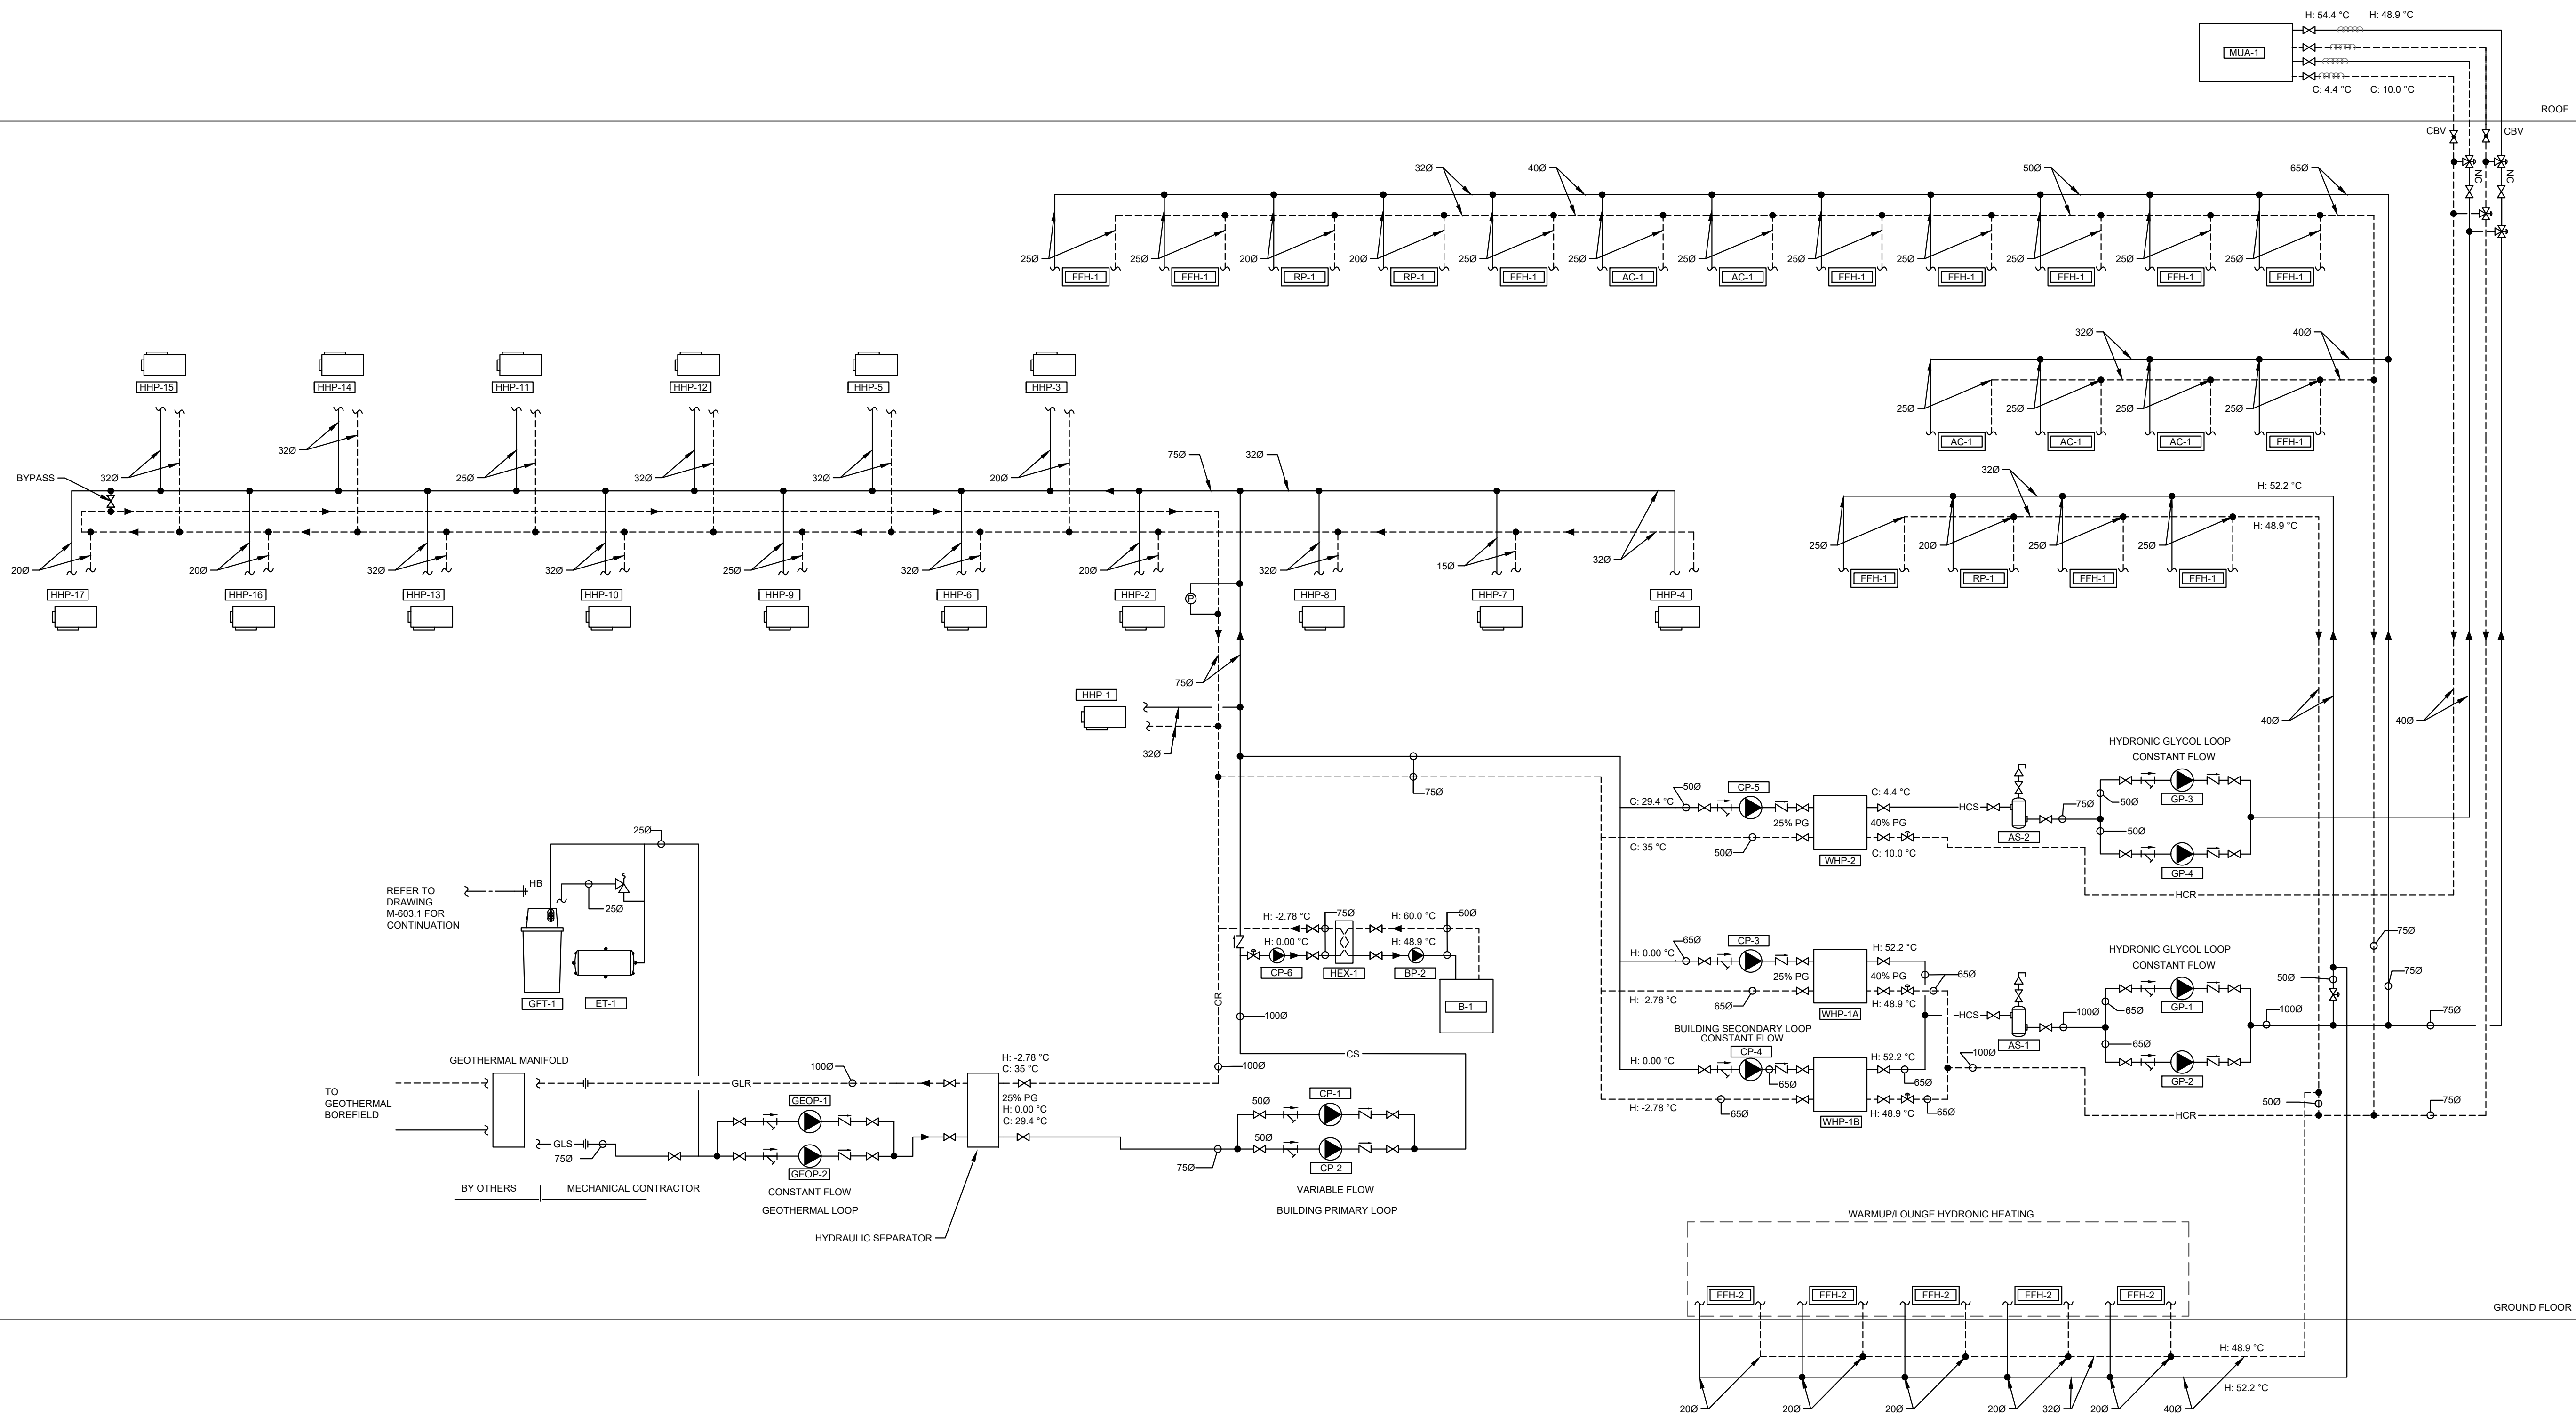 H: 54.4 °C
H: 48.9 °C
MUA-1
C: 4.4 °C
C: 10.0 °C
ROOF
CBV
CBV
NC
NC
32Ø
40Ø
50Ø
65Ø
25Ø
25Ø
20Ø
20Ø
25Ø
25Ø
25Ø
25Ø
25Ø
25Ø
25Ø
25Ø
FFH-1
FFH-1
RP-1
RP-1
FFH-1
AC-1
AC-1
FFH-1
FFH-1
FFH-1
FFH-1
FFH-1
32Ø
40Ø
25Ø
25Ø
25Ø
25Ø
AC-1
AC-1
AC-1
FFH-1
HHP-15
HHP-14
HHP-11
HHP-12
HHP-5
HHP-3
BYPASS
32Ø
32Ø
25Ø
32Ø
32Ø
20Ø
75Ø
32Ø
32Ø
H: 52.2 °C
H: 48.9 °C
25Ø
20Ø
25Ø
25Ø
FFH-1
RP-1
FFH-1
FFH-1
20Ø
20Ø
32Ø
32Ø
25Ø
32Ø
20Ø
32Ø
15Ø
32Ø
HHP-17
HHP-16
HHP-13
HHP-10
HHP-9
HHP-6
HHP-2
HHP-8
HHP-7
HHP-4
P
75Ø
HHP-1
32Ø
40Ø
40Ø
75Ø
HYDRONIC GLYCOL LOOP
CONSTANT FLOW
C: 29.4 °C
50Ø
CP-5
25% PG
C: 4.4 °C
40% PG
C: 35 °C
50Ø
WHP-2
C: 10.0 °C
HCS
AS-2
75Ø
50Ø
50Ø
GP-3
GP-4
HCR
25Ø
REFER TO
DRAWING
M-603.1 FOR
CONTINUATION
HB
25Ø
GFT-1
ET-1
H: -2.78 °C
75Ø
H: 60.0 °C
50Ø
H: 0.00 °C
H: 48.9 °C
CP-6
HEX-1
BP-2
B-1
CR
100Ø
CS
100Ø
H: 0.00 °C
65Ø
CP-3
25% PG
H: 52.2 °C
40% PG
65Ø
H: -2.78 °C
65Ø
H: 48.9 °C
WHP-1A
BUILDING SECONDARY LOOP
CONSTANT FLOW
H: 0.00 °C
CP-4
65Ø
H: 52.2 °C
65Ø
H: -2.78 °C
65Ø
H: 48.9 °C
65Ø
WHP-1B
HCS
AS-1
100Ø
100Ø
HYDRONIC GLYCOL LOOP
CONSTANT FLOW
GP-1
65Ø
65Ø
GP-2
100Ø
50Ø
75Ø
75Ø
75Ø
50Ø
75Ø
HCR
GEOTHERMAL MANIFOLD
TO
GEOTHERMAL
BOREFIELD
GLR
100Ø
GLS
75Ø
GEOP-1
GEOP-2
H: -2.78 °C
C: 35 °C
25% PG
H: 0.00 °C
C: 29.4 °C
BY OTHERS
MECHANICAL CONTRACTOR
CONSTANT FLOW
GEOTHERMAL LOOP
HYDRAULIC SEPARATOR
75Ø
50Ø
CP-1
50Ø
CP-2
VARIABLE FLOW
BUILDING PRIMARY LOOP
WARMUP/LOUNGE HYDRONIC HEATING
FFH-2
FFH-2
FFH-2
FFH-2
FFH-2
GROUND FLOOR
H: 48.9 °C
H: 52.2 °C
20Ø
20Ø
20Ø
20Ø
32Ø
20Ø
40Ø